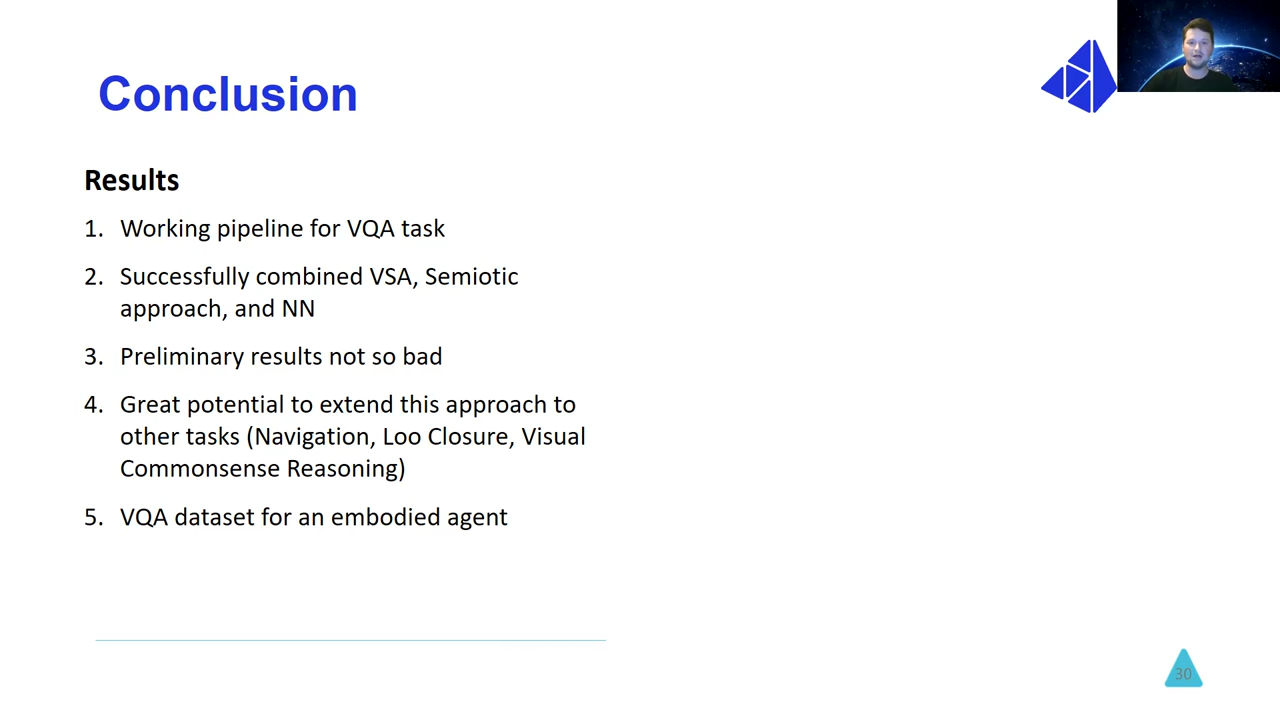 Conclusion
Results
1. Working pipeline for VQA task
2. Successfully combined VSA, Semiotic
approach, and NN
3. Preliminary results not so bad
4. Great potential to extend this approach to
other tasks (Navigation, Loo Closure, Visual
Commonsense Reasoning)
5. VQA dataset for an embodied agent
30